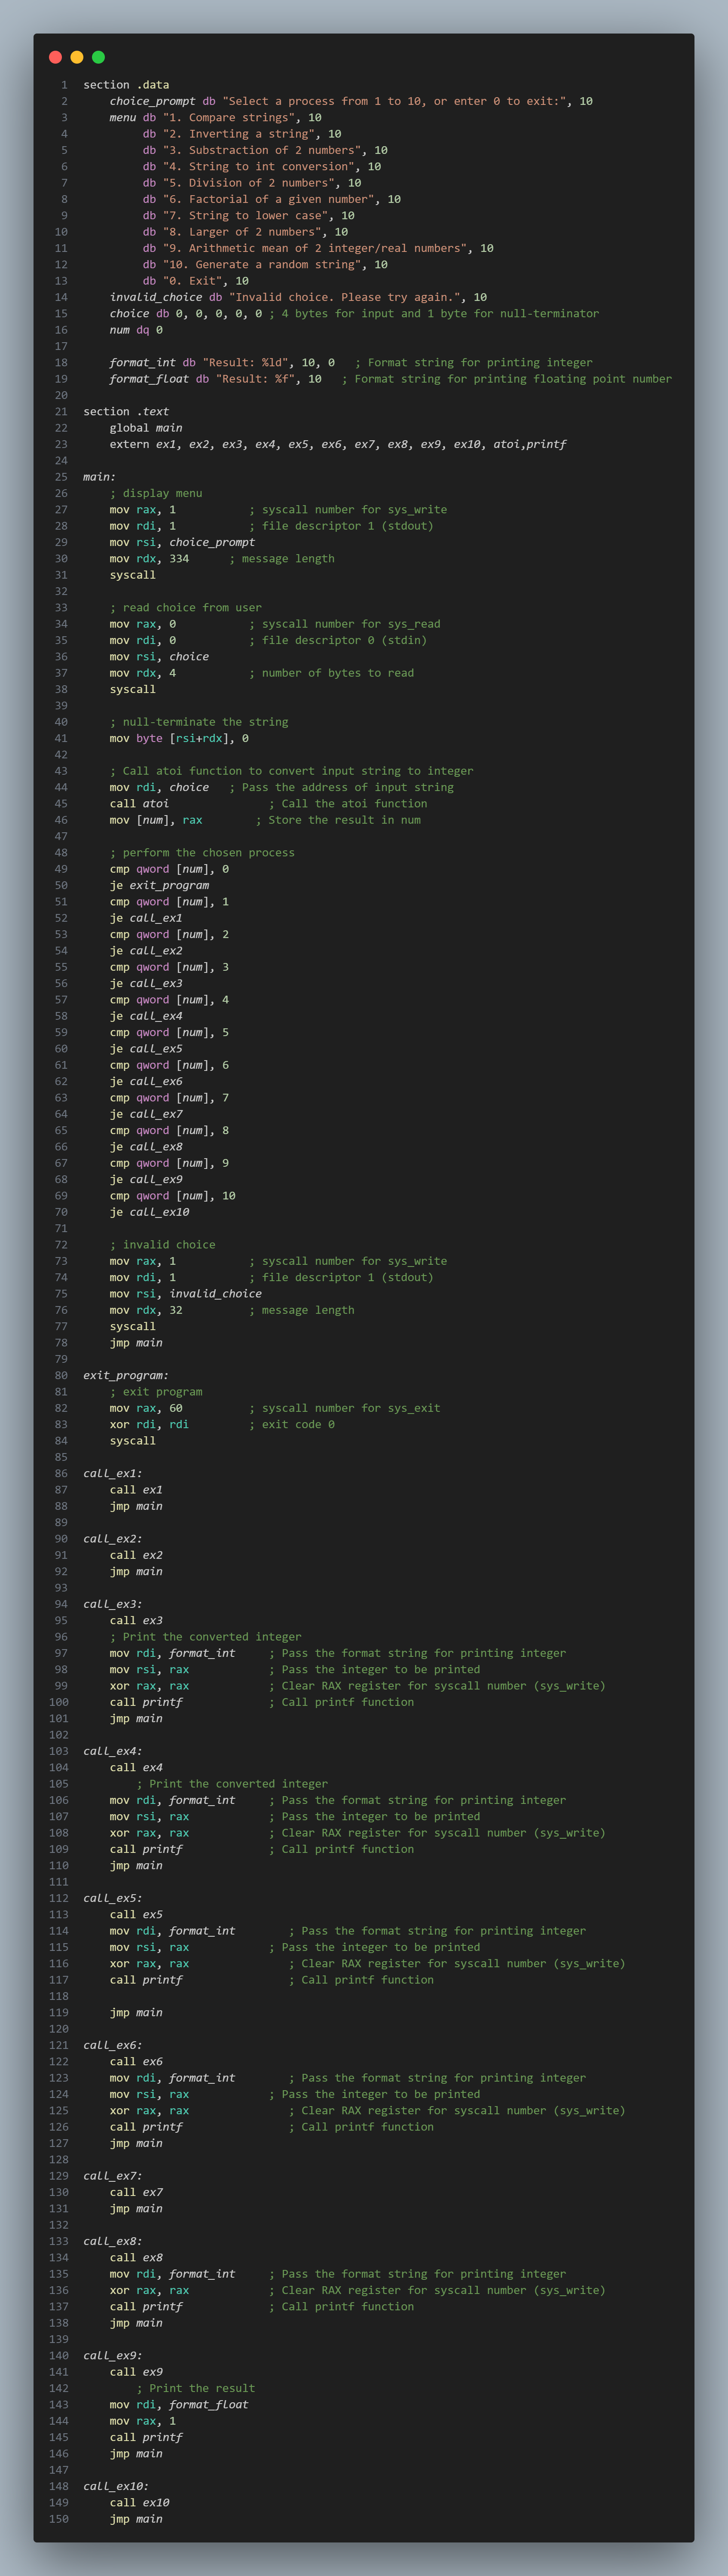 1 section .data
2     choice_prompt db "Select a process from 1 to 10, or enter 0 to exit:", 10
3     menu db "1. Compare strings", 10
4          db "2. Inverting a string", 10
5          db "3. Substraction of 2 numbers", 10
6          db "4. String to int conversion", 10
7          db "5. Division of 2 numbers", 10
8          db "6. Factorial of a given number", 10
9          db "7. String to lower case", 10
10          db "8. Larger of 2 numbers", 10
11          db "9. Arithmetic mean of 2 integer/real numbers", 10
12          db "10. Generate a random string", 10
13          db "0. Exit", 10
14     invalid_choice db "Invalid choice. Please try again.", 10
15     choice db 0, 0, 0, 0, 0 ; 4 bytes for input and 1 byte for null-terminator
16     num dq 0
17
18     format_int db "Result: %ld", 10, 0   ; Format string for printing integer
19     format_float db "Result: %f", 10   ; Format string for printing floating point number
20
21 section .text
22     global main
23     extern ex1, ex2, ex3, ex4, ex5, ex6, ex7, ex8, ex9, ex10, atoi,printf
24
25 main:
26     ; display menu
27     mov rax, 1           ; syscall number for sys_write
28     mov rdi, 1           ; file descriptor 1 (stdout)
29     mov rsi, choice_prompt
30     mov rdx, 334      ; message length
31     syscall
32
33     ; read choice from user
34     mov rax, 0           ; syscall number for sys_read
35     mov rdi, 0           ; file descriptor 0 (stdin)
36     mov rsi, choice
37     mov rdx, 4           ; number of bytes to read
38     syscall
39
40     ; null-terminate the string
41     mov byte [rsi+rdx], 0
42
43     ; Call atoi function to convert input string to integer
44     mov rdi, choice   ; Pass the address of input string
45     call atoi               ; Call the atoi function
46     mov [num], rax        ; Store the result in num
47
48     ; perform the chosen process
49     cmp qword [num], 0
50     je exit_program
51     cmp qword [num], 1
52     je call_ex1
53     cmp qword [num], 2
54     je call_ex2
55     cmp qword [num], 3
56     je call_ex3
57     cmp qword [num], 4
58     je call_ex4
59     cmp qword [num], 5
60     je call_ex5
61     cmp qword [num], 6
62     je call_ex6
63     cmp qword [num], 7
64     je call_ex7
65     cmp qword [num], 8
66     je call_ex8
67     cmp qword [num], 9
68     je call_ex9
69     cmp qword [num], 10
70     je call_ex10
71
72     ; invalid choice
73     mov rax, 1           ; syscall number for sys_write
74     mov rdi, 1           ; file descriptor 1 (stdout)
75     mov rsi, invalid_choice
76     mov rdx, 32          ; message length
77     syscall
78     jmp main
79
80 exit_program:
81     ; exit program
82     mov rax, 60          ; syscall number for sys_exit
83     xor rdi, rdi         ; exit code 0
84     syscall
85
86 call_ex1:
87     call ex1
88     jmp main
89
90 call_ex2:
91     call ex2
92     jmp main
93
94 call_ex3:
95     call ex3
96     ; Print the converted integer
97     mov rdi, format_int     ; Pass the format string for printing integer
98     mov rsi, rax            ; Pass the integer to be printed
99     xor rax, rax            ; Clear RAX register for syscall number (sys_write)
100     call printf             ; Call printf function
101     jmp main
102
103 call_ex4:
104     call ex4
105         ; Print the converted integer
106     mov rdi, format_int     ; Pass the format string for printing integer
107     mov rsi, rax            ; Pass the integer to be printed
108     xor rax, rax            ; Clear RAX register for syscall number (sys_write)
109     call printf             ; Call printf function
110     jmp main
111
112 call_ex5:
113     call ex5
114     mov rdi, format_int        ; Pass the format string for printing integer
115     mov rsi, rax            ; Pass the integer to be printed
116     xor rax, rax               ; Clear RAX register for syscall number (sys_write)
117     call printf                ; Call printf function
118
119     jmp main
120
121 call_ex6:
122     call ex6
123     mov rdi, format_int        ; Pass the format string for printing integer
124     mov rsi, rax            ; Pass the integer to be printed
125     xor rax, rax               ; Clear RAX register for syscall number (sys_write)
126     call printf                ; Call printf function
127     jmp main
128
129 call_ex7:
130     call ex7
131     jmp main
132
133 call_ex8:
134     call ex8
135     mov rdi, format_int     ; Pass the format string for printing integer
136     xor rax, rax            ; Clear RAX register for syscall number (sys_write)
137     call printf             ; Call printf function
138     jmp main
139
140 call_ex9:
141     call ex9
142         ; Print the result
143     mov rdi, format_float
144     mov rax, 1
145     call printf
146     jmp main
147
148 call_ex10:
149     call ex10
150     jmp main